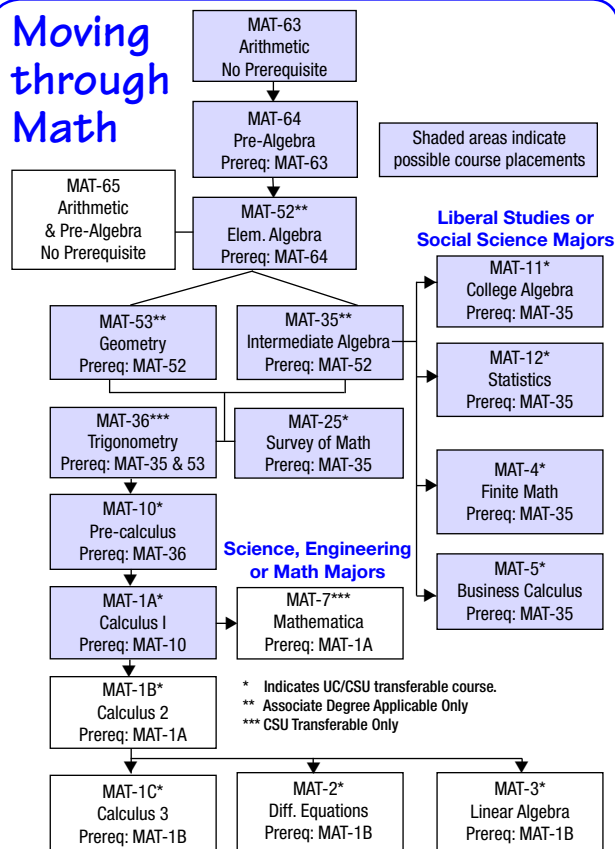 Moving
through
Math
MAT-63
Arithmetic
No Prerequisite
MAT-64
Pre-Algebra
Prereq: MAT-63
Shaded areas indicate
possible course placements
MAT-65
Arithmetic
& Pre-Algebra
No Prerequisite
MAT-52**
Elem. Algebra
Prereq: MAT-64
Liberal Studies or
Social Science Majors
MAT-11*
College Algebra
Prereq: MAT-35
MAT-53**
Geometry
Prereq: MAT-52
MAT-35**
Intermediate Algebra
Prereq: MAT-52
MAT-12*
Statistics
Prereq: MAT-35
MAT-36***
Trigonometry
Prereq: MAT-35 & 53
MAT-25*
Survey of Math
Prereq: MAT-35
MAT-4*
Finite Math
Prereq: MAT-35
MAT-10*
Pre-calculus
Prereq: MAT-36
Science, Engineering
or Math Majors
MAT-5*
Business Calculus
Prereq: MAT-35
MAT-1A*
Calculus I
Prereq: MAT-10
MAT-7***
Mathematica
Prereq: MAT-1A
MAT-1B*
Calculus 2
Prereq: MAT-1A
* Indicates UC/CSU transferable course.
** Associate Degree Applicable Only
*** CSU Transferable Only
MAT-1C*
Calculus 3
Prereq: MAT-1B
MAT-2*
Diff. Equations
Prereq: MAT-1B
MAT-3*
Linear Algebra
Prereq: MAT-1B